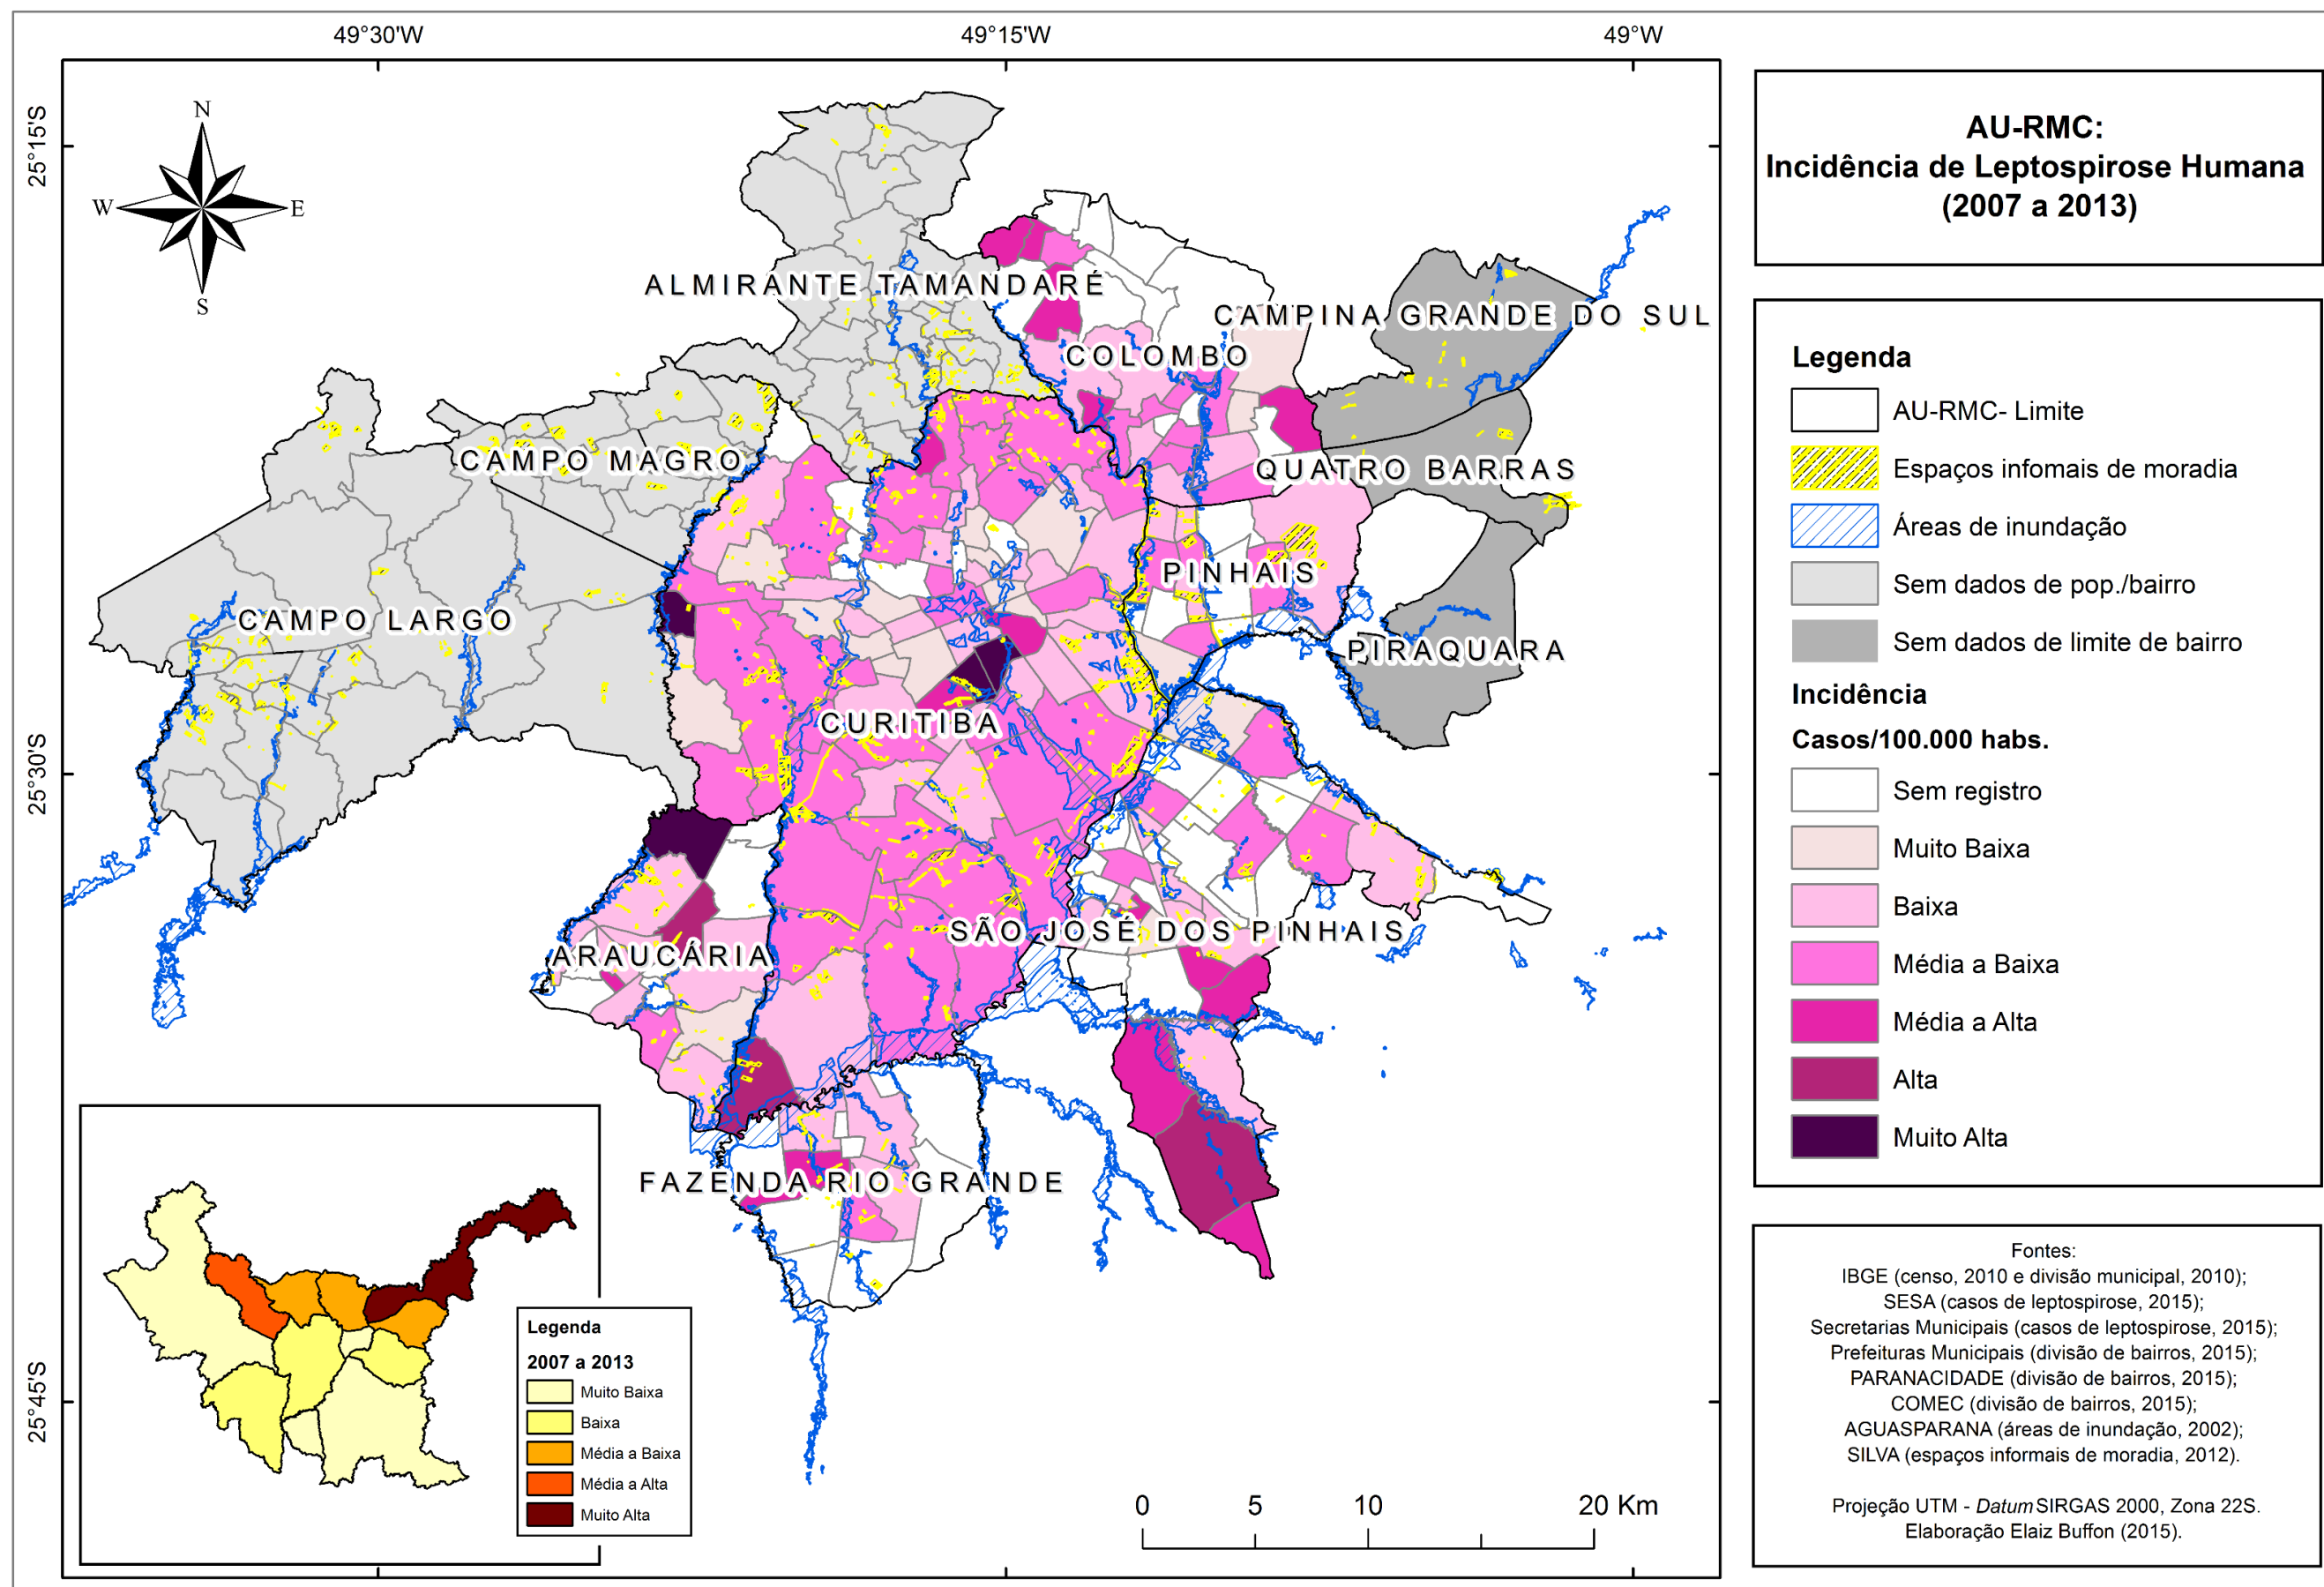 49°30'W
49°15'W
49°W
25°15'S
25°30'S
25°45'S
N
W
E
S
ALMIRANTE TAMANDARÉ
CAMPINA GRANDE DO SUL
COLOMBO
CAMPO MAGRO
QUATRO BARRAS
PINHAIS
CAMPO LARGO
PIRAQUARA
CURITIBA
SÃO JOSÉ DOS PINHAIS
ARAUCÁRIA
FAZENDA RIO GRANDE
AU-RMC:
Incidência de Leptospirose Humana
(2007 a 2013)
Legenda
AU-RMC- Limite
Espaços infomais de moradia
Áreas de inundação
Sem dados de pop./bairro
Sem dados de limite de bairro
Incidência
Casos/100.000 habs.
Sem registro
Muito Baixa
Baixa
Média a Baixa
Média a Alta
Alta
Muito Alta
Legenda
2007 a 2013
Muito Baixa
Baixa
Média a Baixa
Média a Alta
Muito Alta
0 5 10 20 Km
Fontes:
IBGE (censo, 2010 e divisão municipal, 2010);
SESA (casos de leptospirose, 2015);
Secretarias Municipais (casos de leptospirose, 2015);
Prefeituras Municipais (divisão de bairros, 2015);
PARANACIDADE (divisão de bairros, 2015);
COMEC (divisão de bairros, 2015);
AGUASPARANA (áreas de inundação, 2002);
SILVA (espaços informais de moradia, 2012).
Projeção UTM - Datum SIRGAS 2000, Zona 22S.
Elaboração Elaiz Buffon (2015).